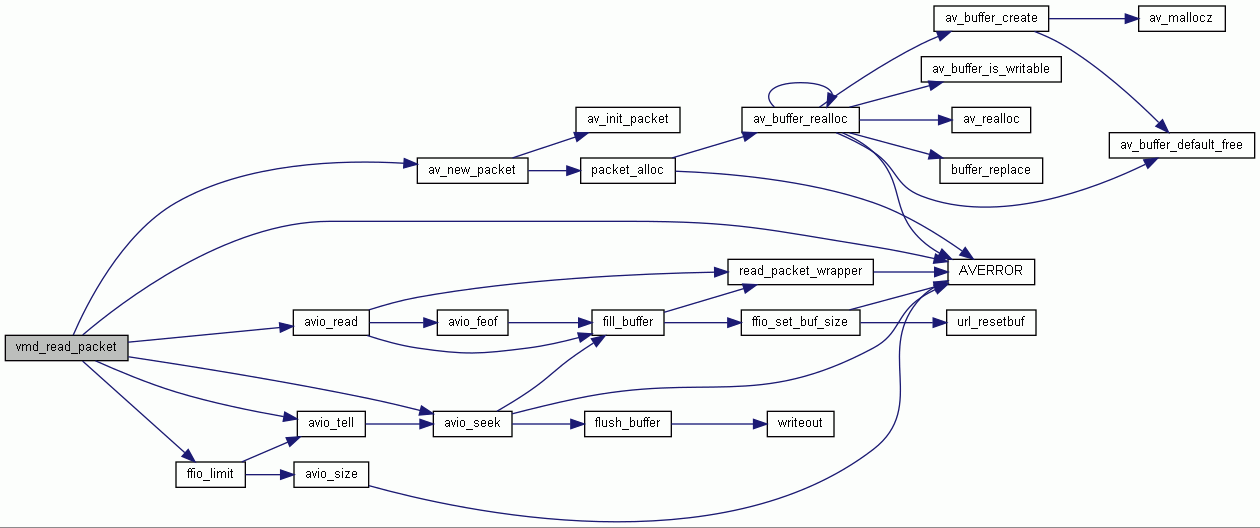 av_buffer_create
av_mallocz
av_buffer_is_writable
av_init_packet
av_buffer_realloc
av_realloc
av_buffer_default_free
av_new_packet
packet_alloc
buffer_replace
read_packet_wrapper
AVERROR
avio_read
avio_feof
fill_buffer
ffio_set_buf_size
url_resetbuf
vmd_read_packet
avio_tell
avio_seek
flush_buffer
writeout
ffio_limit
avio_size